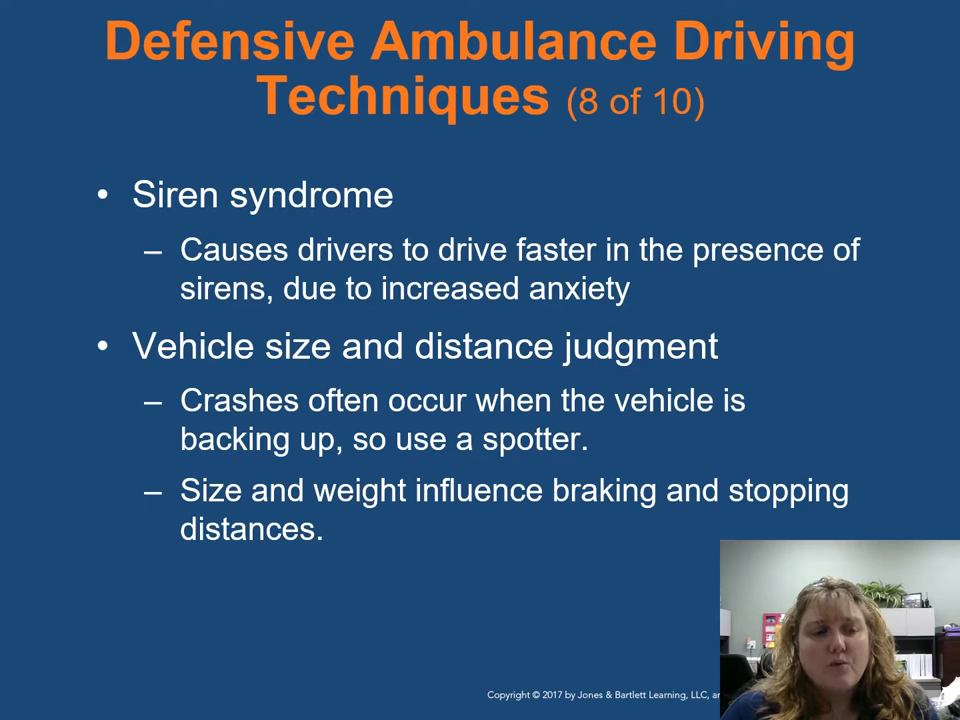 Defensive Ambulance Driving
Techniques (8 of 10)
• Siren syndrome
– Causes drivers to drive faster in the presence of
sirens, due to increased anxiety
• Vehicle size and distance judgment
– Crashes often occur when the vehicle is
backing up, so use a spotter.
– Size and weight influence braking and stopping
distances.
Copyright © 2017 by Jones & Bartlett Learning, LLC,